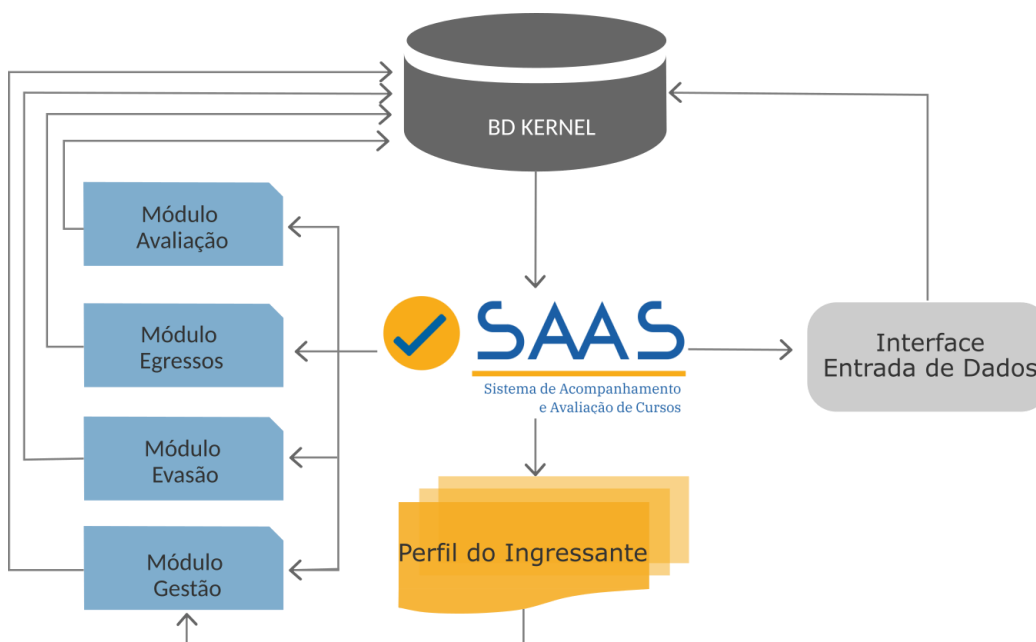 BD KERNEL
Módulo
Avaliação
Módulo
Egressos
Módulo
Evasão
Módulo
Gestão
SAAS
Sistema de Acompanhamento
e Avaliação de Cursos
Interface
Entrada de Dados
Perfil do Ingressante